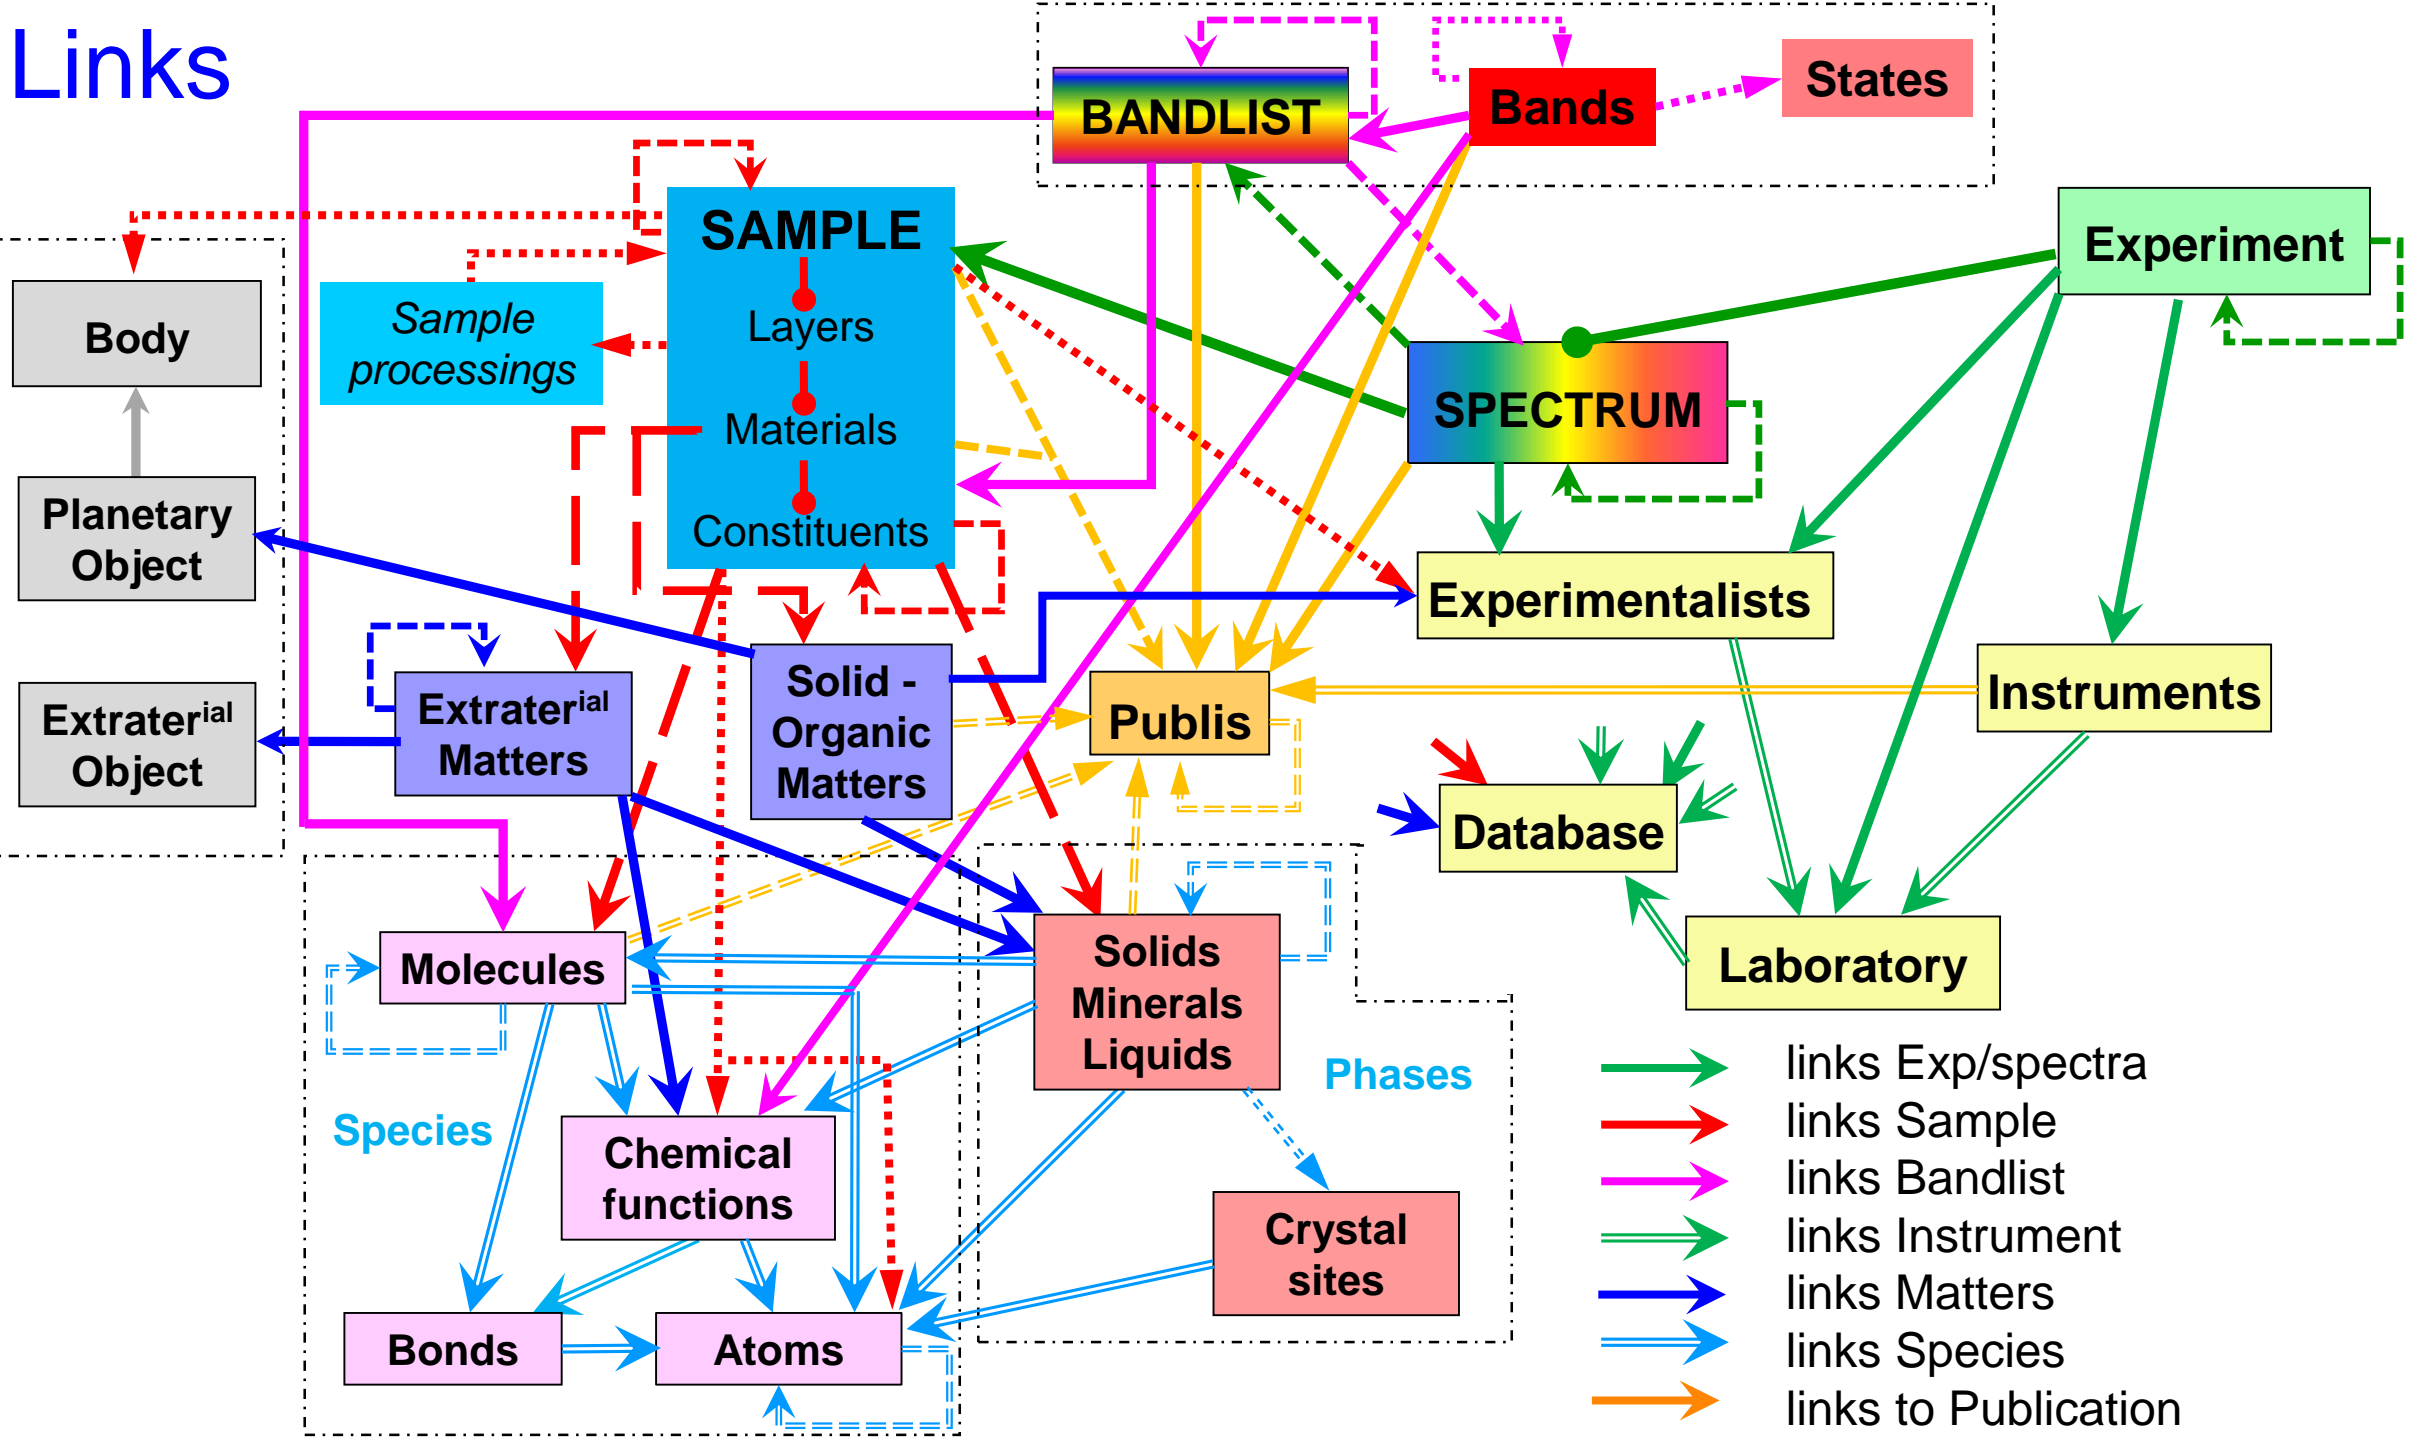 Links
BANDLIST
Bands
States
SAMPLE
Layers
Materials
Constituents
Sample
processings
Experiment
SPECTRUM
Body
Planetary
Object
Extraterial
Object
Extraterial
Matters
Solid -
Organic
Matters
Publis
Experimentalists
Instruments
Database
Laboratory
Molecules
Solids
Minerals
Liquids
Phases
Species
Chemical
functions
Crystal
sites
Bonds
Atoms
links Exp/spectra
links Sample
links Bandlist
links Instrument
links Matters
links Species
links to Publication